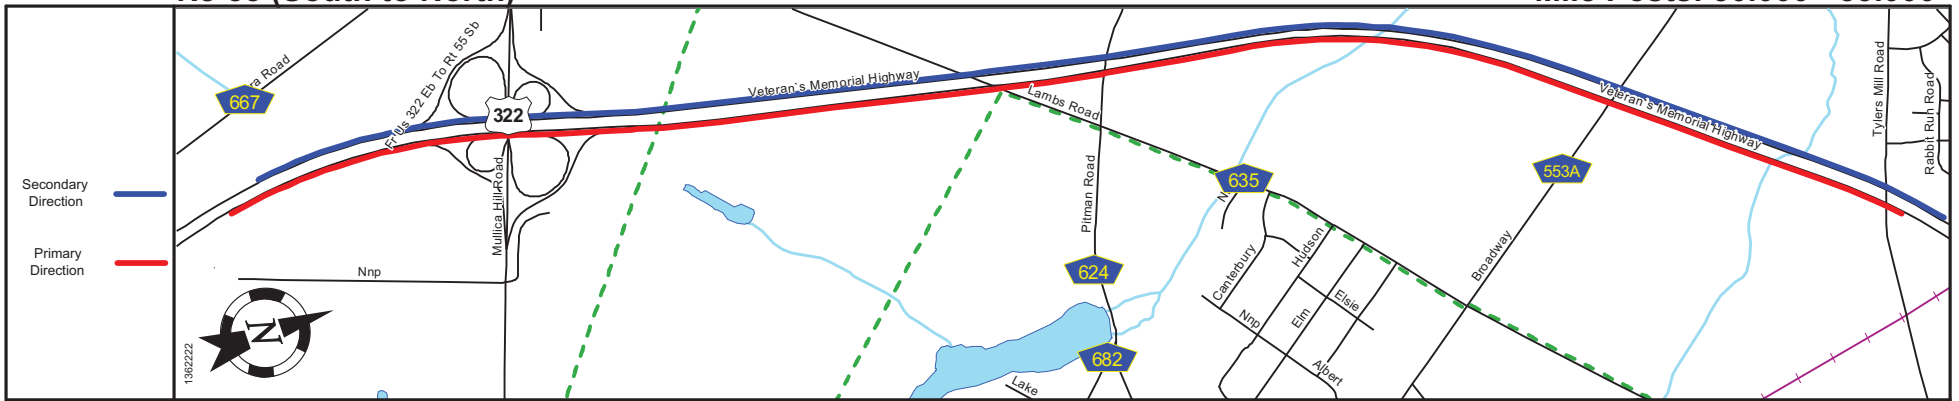 Secondary
Direction
Primary
Direction
667
ra Road
Fr Us 322 Eb To Rt 55 Sb
322
Mullica Hill Road
Nnp
N
1362222
Veteran's Memorial Highway
Lambs Road
Pitman Road
624
682
Lake
635
Canterbury
Hudson
Nnp
Elm
Elsie
Albert
Broadway
553A
Veteran's Memorial Highway
Tylers Mill Road
Rabbit Run Road